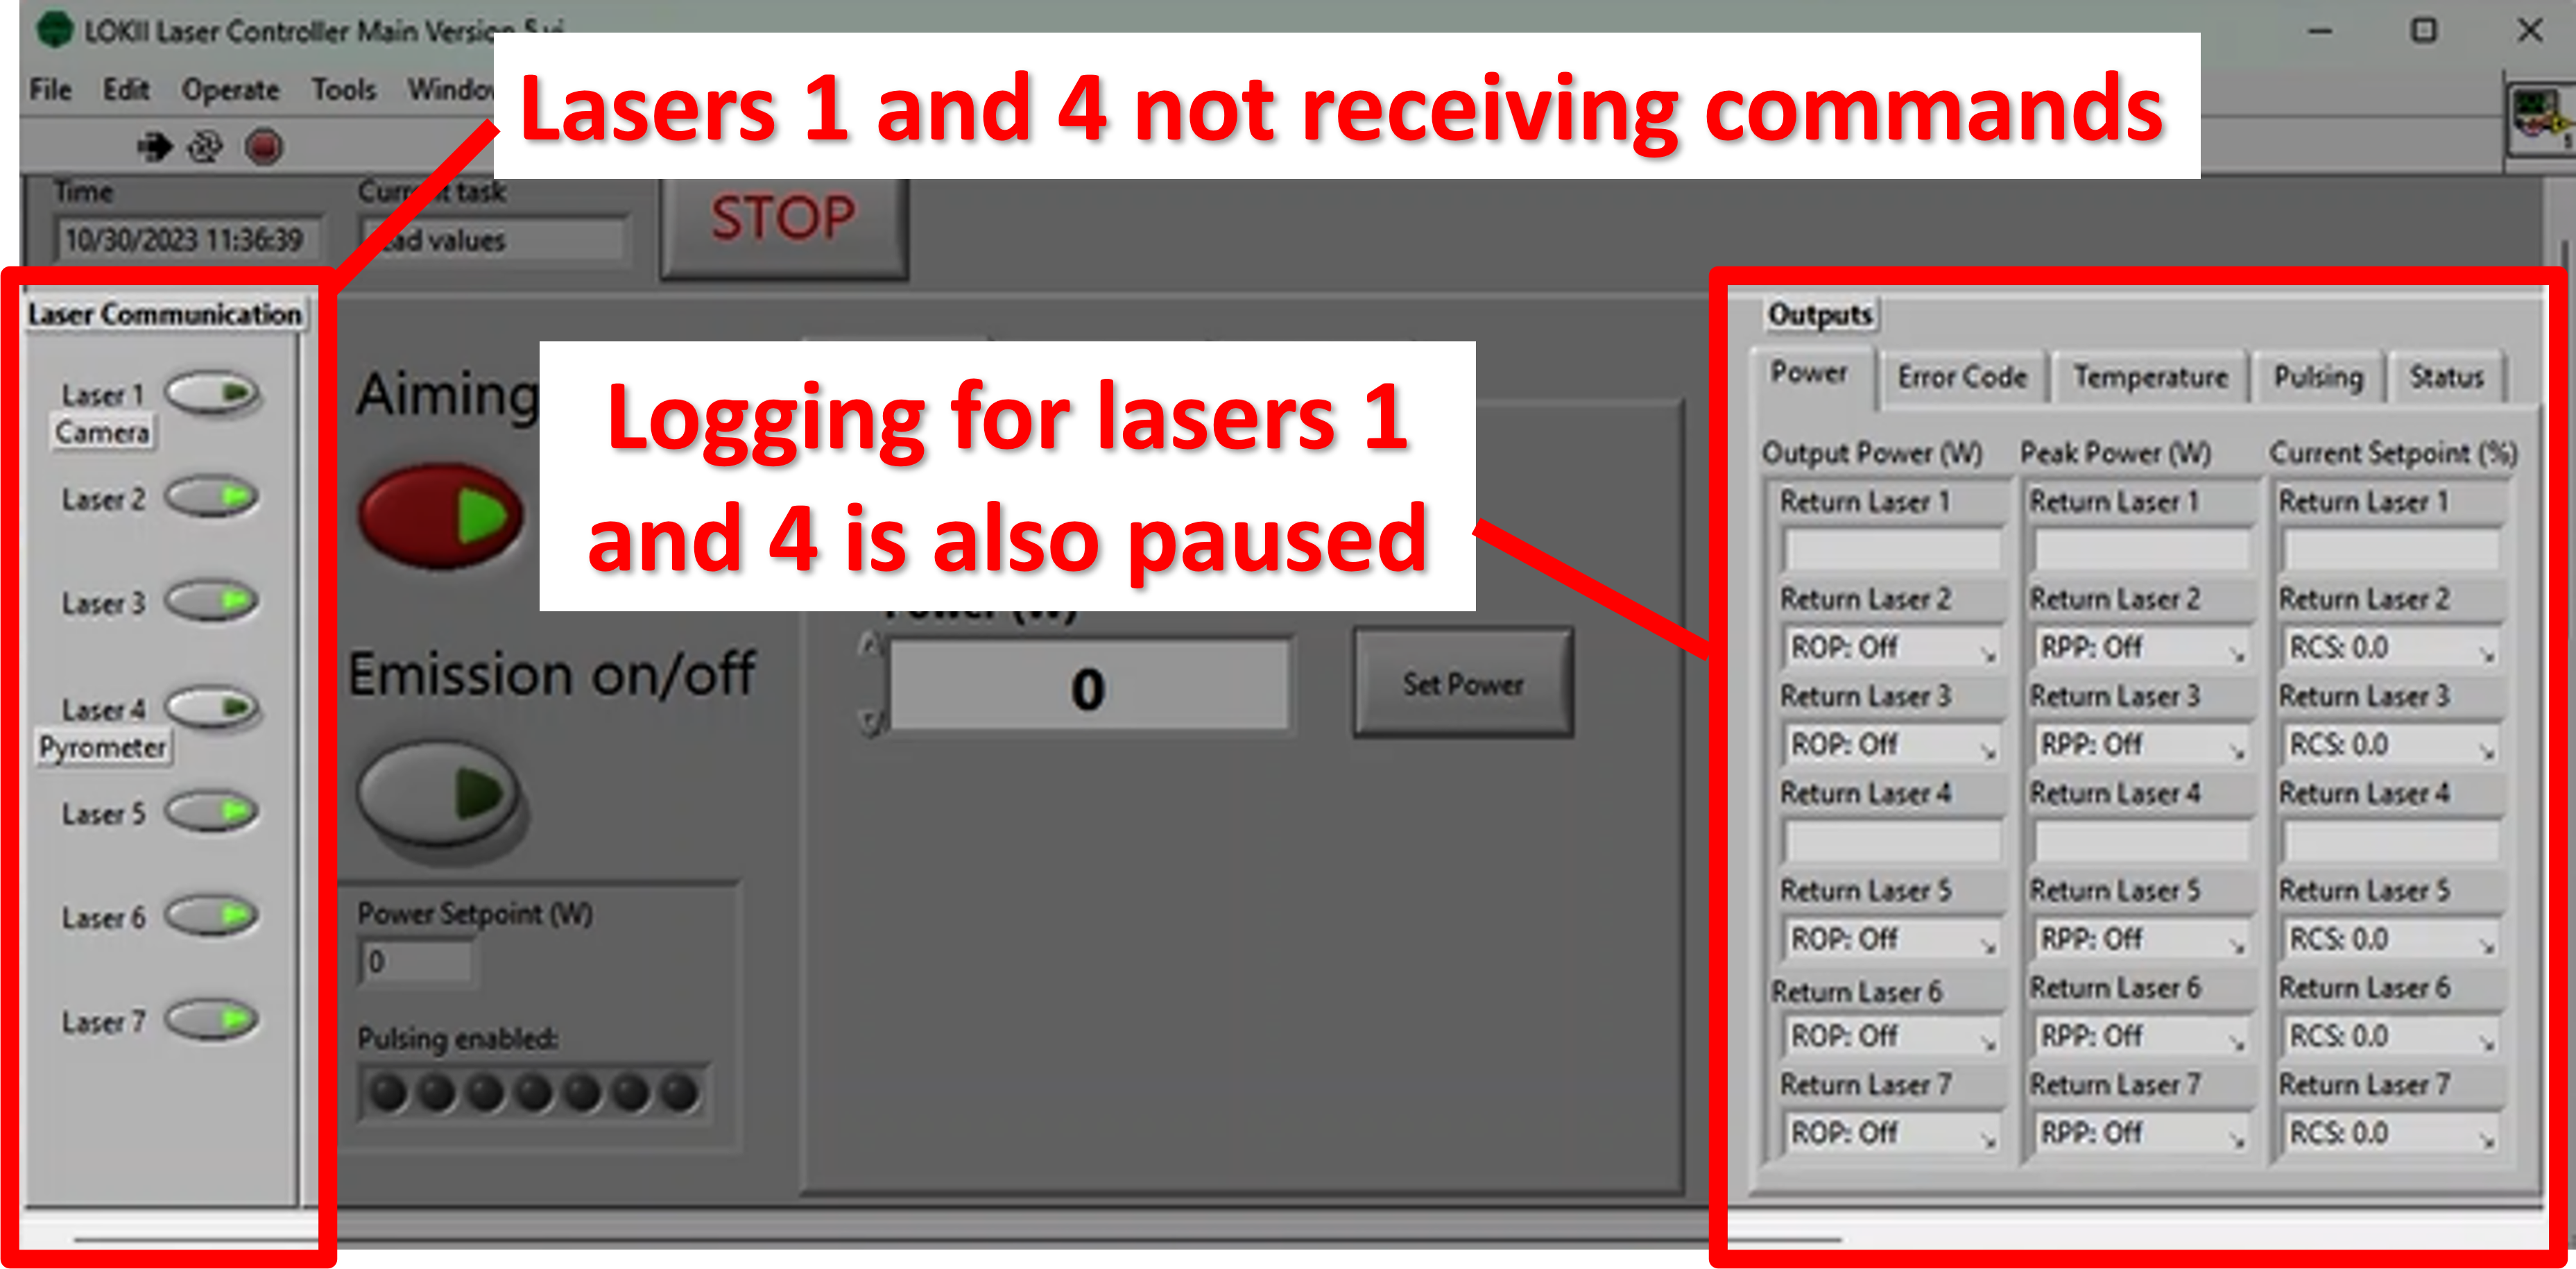 LOKII Laser Controller Main Version 5.vi
File Edit Operate Tools
Lasers 1 and 4 not receiving commands
Time
10/30/2023 11:36:39
Current task
values
STOP
Laser Communication
Laser 1
Camera
Laser 2
Laser 3
Laser 4
Pyrometer
Laser 5
Laser 6
Laser 7
Aiming
Logging for lasers 1
and 4 is also paused
Emission on/off
Power (W)
0
Set Power
Power Setpoint (W)
0
Pulsing enabled:
Outputs
Power Error Code Temperature Pulsing Status
Output Power (W) Peak Power (W) Current Setpoint (%)
Return Laser 1 Return Laser 1 Return Laser 1
Return Laser 2 Return Laser 2 Return Laser 2
ROP: Off RPP: Off RCS: 0.0
Return Laser 3 Return Laser 3 Return Laser 3
ROP: Off RPP: Off RCS: 0.0
Return Laser 4 Return Laser 4 Return Laser 4
Return Laser 5 Return Laser 5 Return Laser 5
ROP: Off RPP: Off RCS: 0.0
Return Laser 6 Return Laser 6 Return Laser 6
ROP: Off RPP: Off RCS: 0.0
Return Laser 7 Return Laser 7 Return Laser 7
ROP: Off RPP: Off RCS: 0.0